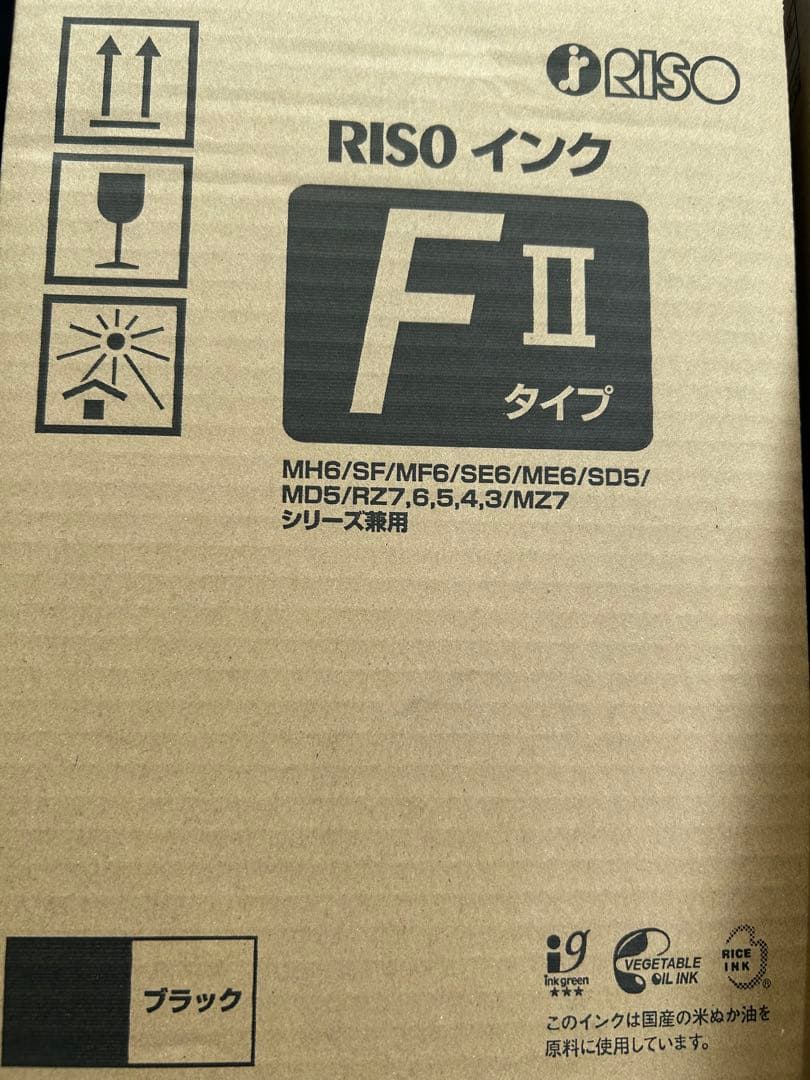 RISO
RISO インク
F II
タイプ
MH6/SF/MF6/SE6/ME6/SD5/
MD5/RZ7,6,5,4,3/MZ7
シリーズ兼用
ブラック
ig
Ink green
★★★
VEGETABLE
OIL INK
RICE
INK
®
このインクは国産の米ぬか油を
原料に使用しています。